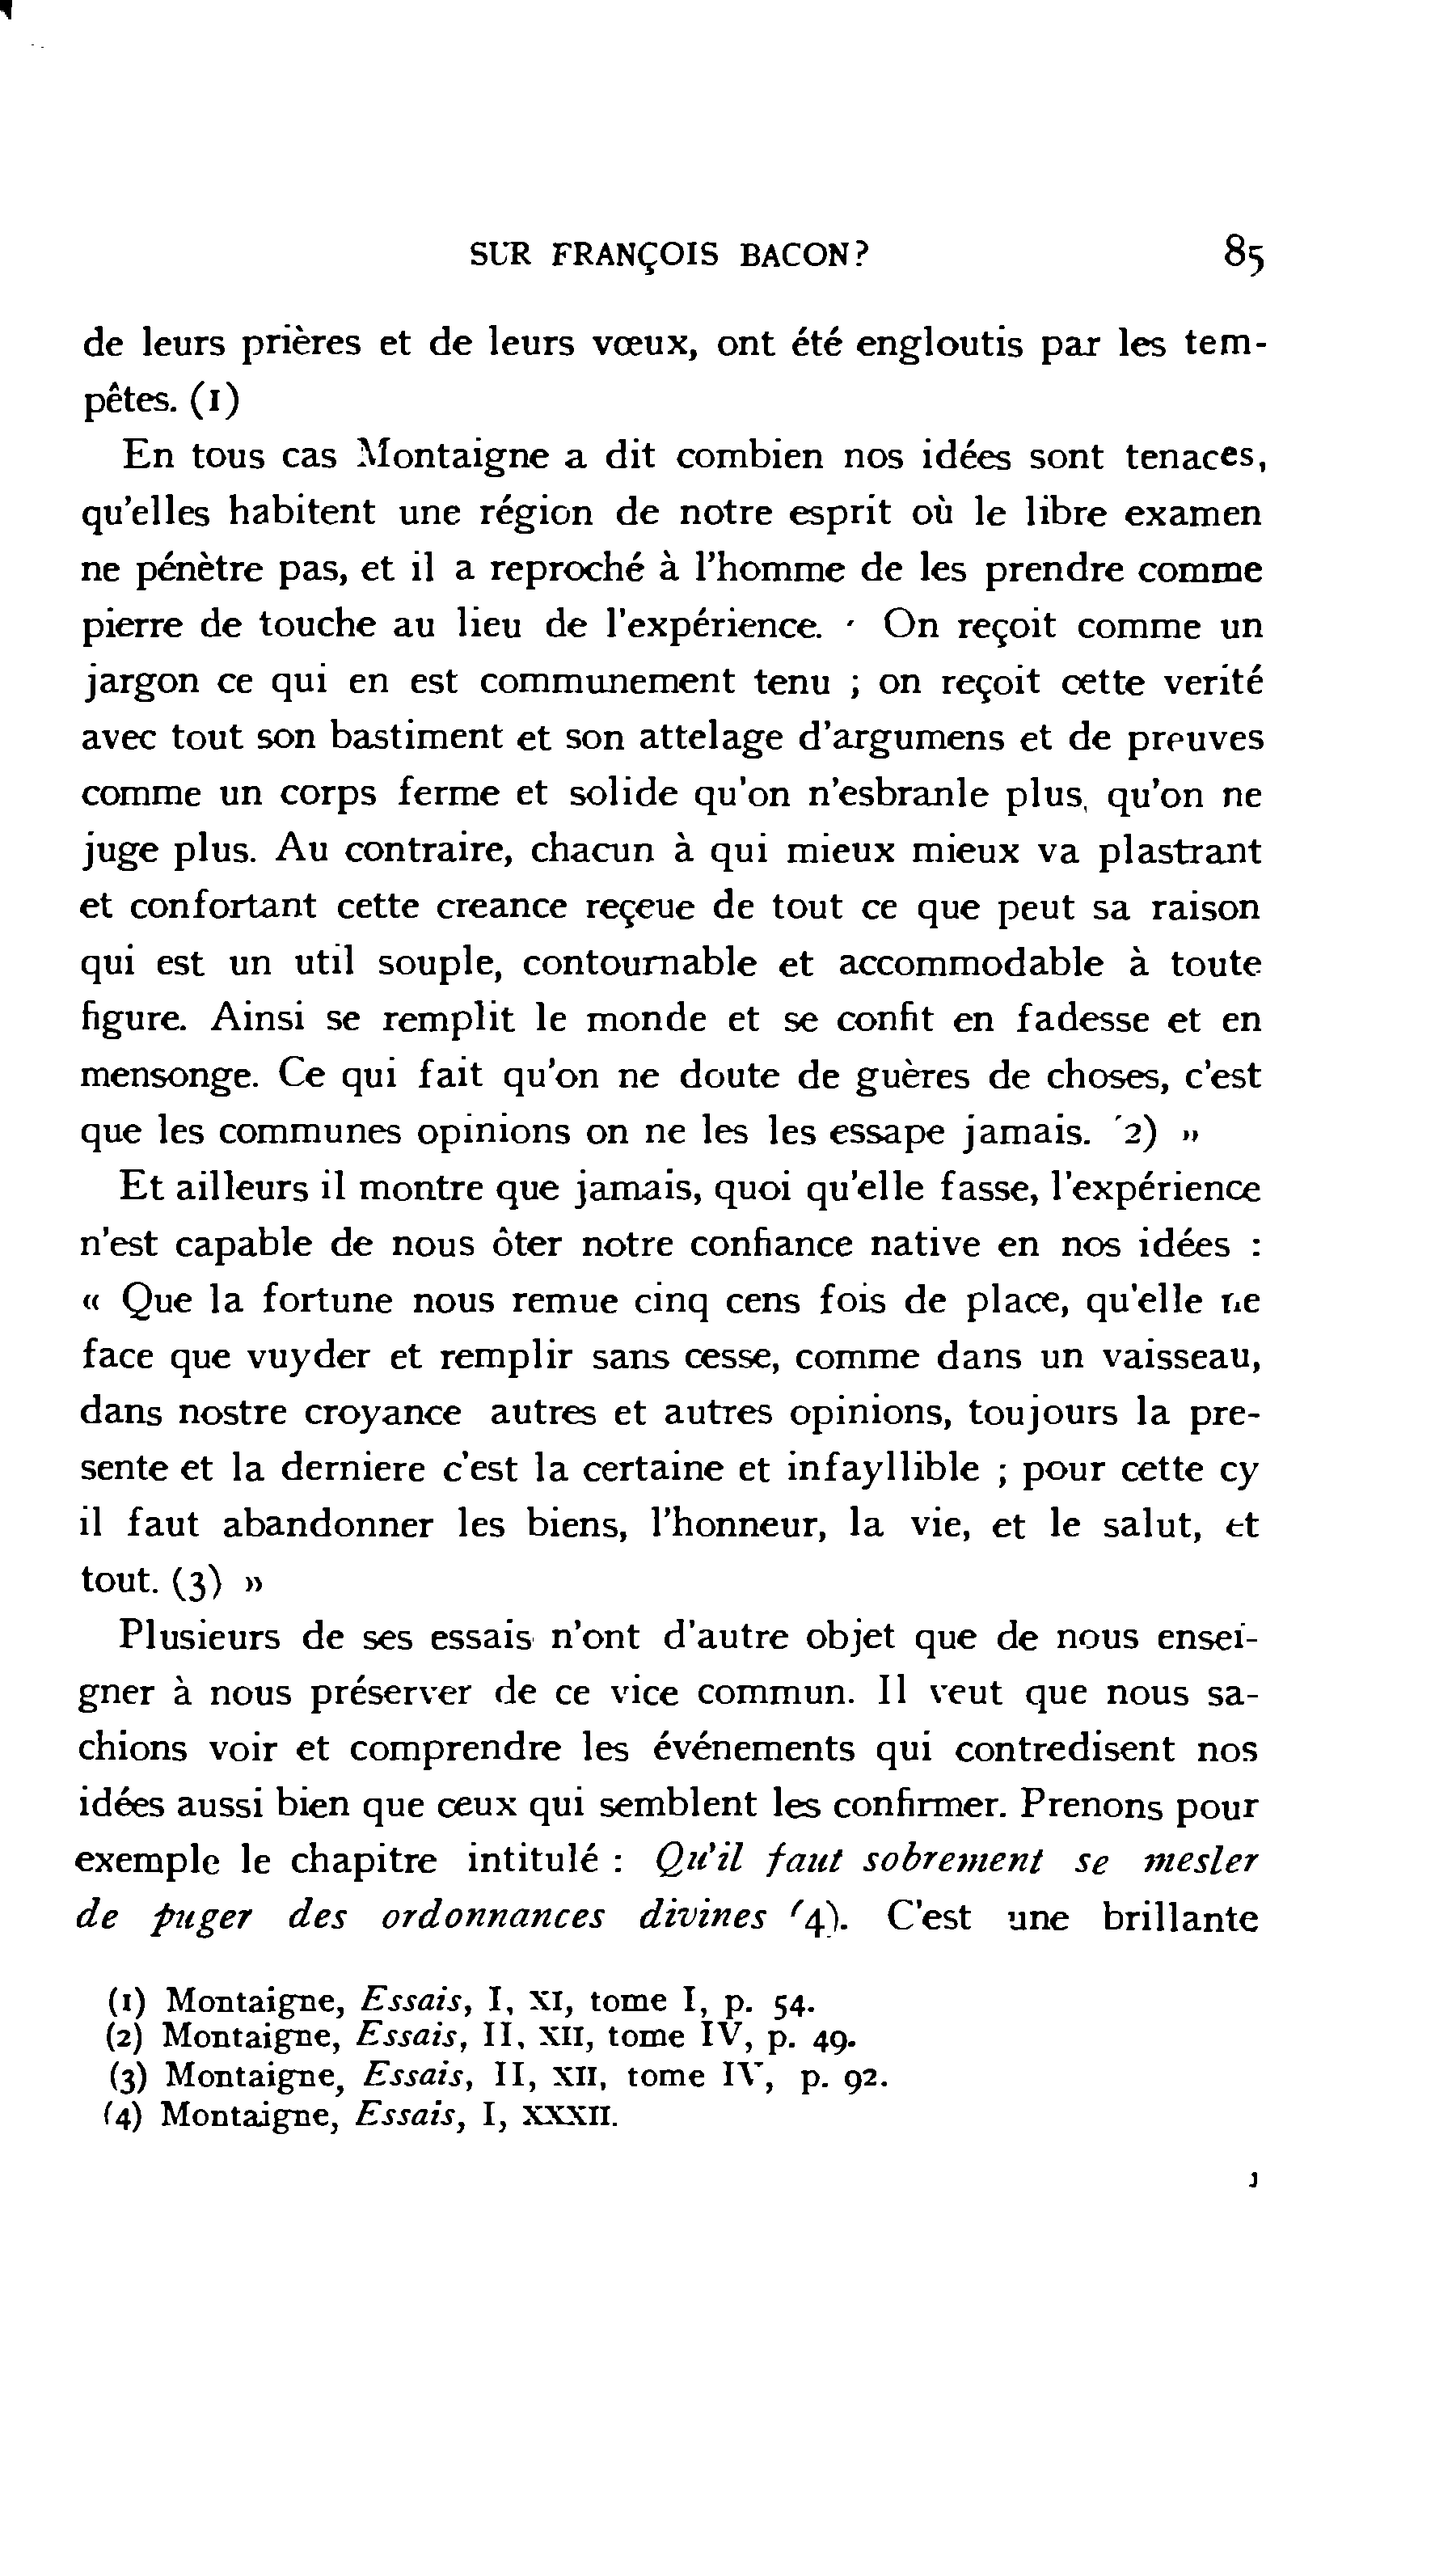 SUR FRANÇOIS BACON? 85
de leurs prières et de leurs vœux, ont été engloutis par les tem-
pêtes. (1)
En tous cas Montaigne a dit combien nos idées sont tenaces,
qu'elles habitent une région de notre esprit où le libre examen
ne pénètre pas, et il a reproché à l'homme de les prendre comme
pierre de touche au lieu de l'expérience. On reçoit comme un
jargon ce qui en est communement tenu ; on reçoit cette verité
avec tout son bastiment et son attelage d'argumens et de preuves
comme un corps ferme et solide qu'on n'esbranle plus, qu'on ne
juge plus. Au contraire, chacun à qui mieux mieux va plastrant
et confortant cette creance reçeue de tout ce que peut sa raison
qui est un util souple, contournable et accommodable à toute
figure. Ainsi se remplit le monde et se confit en fadesse et en
mensonge. Ce qui fait qu'on ne doute de guères de choses, c'est
que les communes opinions on ne les les essape jamais. (2) »
Et ailleurs il montre que jamais, quoi qu'elle fasse, l'expérience
n'est capable de nous ôter notre confiance native en nos idées :
« Que la fortune nous remue cinq cens fois de place, qu'elle ne
face que vuyder et remplir sans cesse, comme dans un vaisseau,
dans nostre croyance autres et autres opinions, toujours la pre-
sente et la derniere c'est la certaine et infayllible ; pour cette cy
il faut abandonner les biens, l'honneur, la vie, et le salut, et
tout. (3) »
Plusieurs de ses essais n'ont d'autre objet que de nous ensei-
gner à nous préserver de ce vice commun. Il veut que nous sa-
chions voir et comprendre les événements qui contredisent nos
idées aussi bien que ceux qui semblent les confirmer. Prenons pour
exemple le chapitre intitulé : Qu'il faut sobrement se mesler
de puger des ordonnances divines (4). C'est une brillante
(1) Montaigne, Essais, I, XI, tome I, p. 54.
(2) Montaigne, Essais, II, XII, tome IV, p. 49.
(3) Montaigne, Essais, II, XII, tome IV, p. 92.
(4) Montaigne, Essais, I, XXXII.